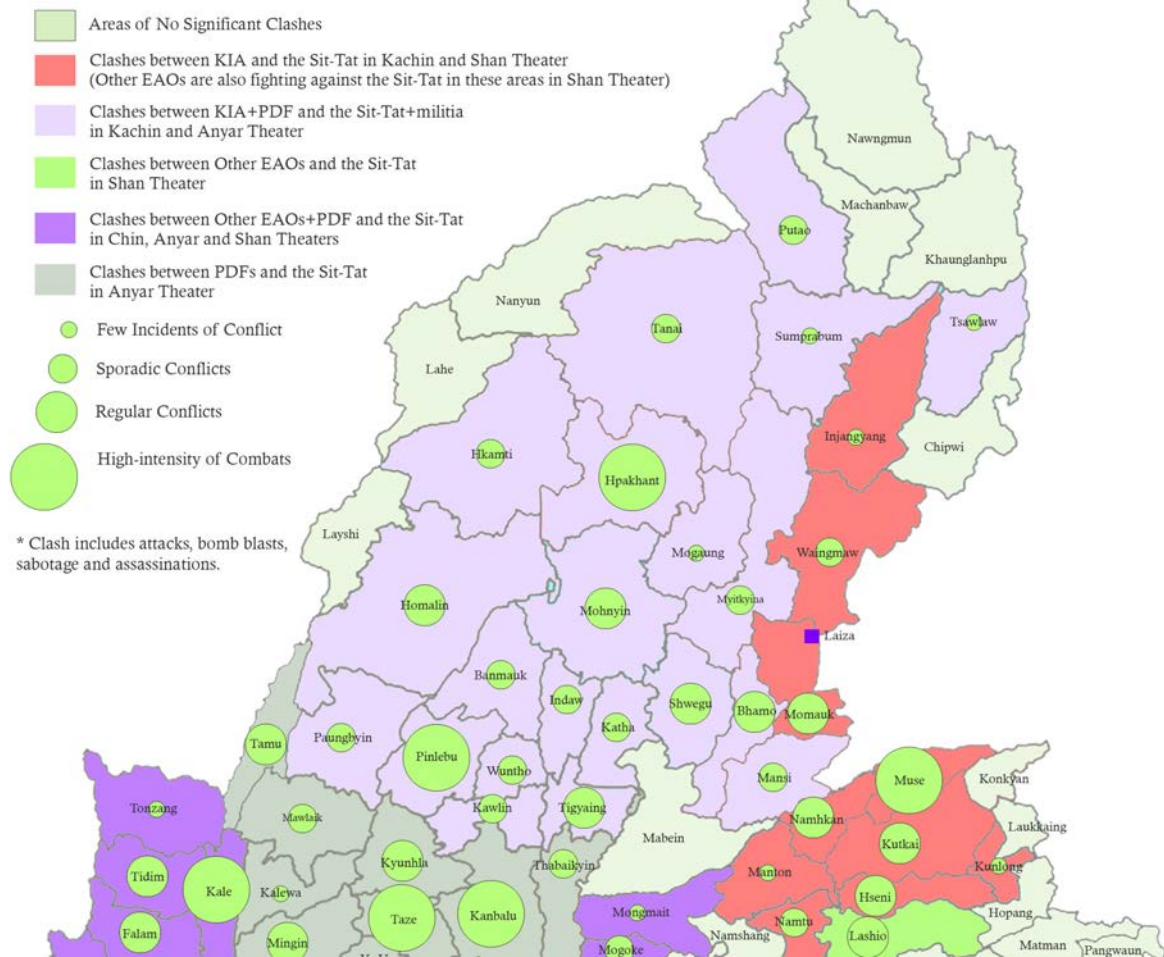 Areas of No Significant Clashes
Clashes between KIA and the Sit-Tat in Kachin and Shan Theater
(Other EAOs are also fighting against the Sit-Tat in these areas in Shan Theater)
Clashes between KIA+PDF and the Sit-Tat+militia
in Kachin and Anyar Theater
Clashes between Other EAOs and the Sit-Tat
in Shan Theater
Clashes between Other EAOs+PDF and the Sit-Tat
in Chin, Anyar and Shan Theaters
Clashes between PDFs and the Sit-Tat
in Anyar Theater
Few Incidents of Conflict
Sporadic Conflicts
Regular Conflicts
High-intensity of Combats
* Clash includes attacks, bomb blasts,
sabotage and assassinations.
Nawngmun
Machanbaw
Putao
Khaunglanhpu
Nanyun
Tanai
Sumprabum
Tsawlaw
Lahe
Injangyang
Chipwi
Hkamti
Hpakhant
Layshi
Mogaung
Waingmaw
Homalin
Mohnyin
Myitkyina
Laiza
Banmauk
Indaw
Shwegu
Bhamo
Momauk
Katha
Tamu
Paungbyin
Pinlebu
Wuntho
Mansi
Muse
Konkyan
Tonzang
Mawlaik
Kawlin
Tigyaing
Namhkan
Laukkaing
Mabein
Kutkai
Kyunhla
Thabaikyin
Kunlong
Tidim
Kale
Kalewa
Manton
Hseni
Taze
Kanbalu
Mongmait
Hopang
Falam
Mingin
Namtu
Namshang
Lashio
Mogoke
Matman
Pangwaun